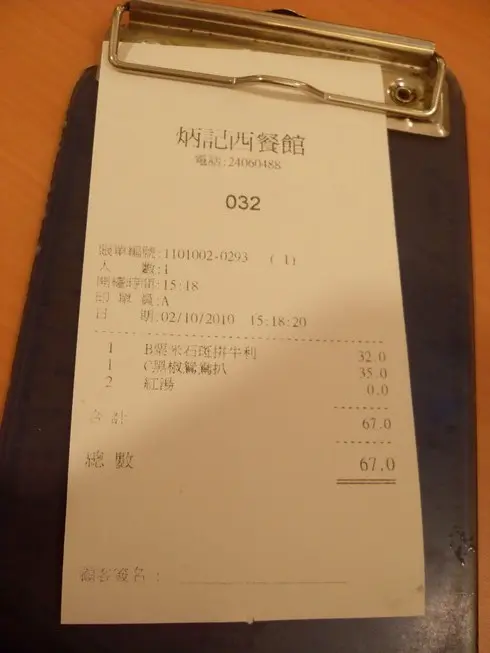 炳記西餐館
電話:24060488
032
賬單編號:1101002-0293 ( 1)
人 數:1
開檯時間:15:18
印單員:A
日 期:02/10/2010 15:18:20
1 B粟米石斑拼牛利 32.0
1 C黑椒鴛鴦扒 35.0
2 紅湯 0.0
合計 67.0
總數 67.0
顧客簽名: